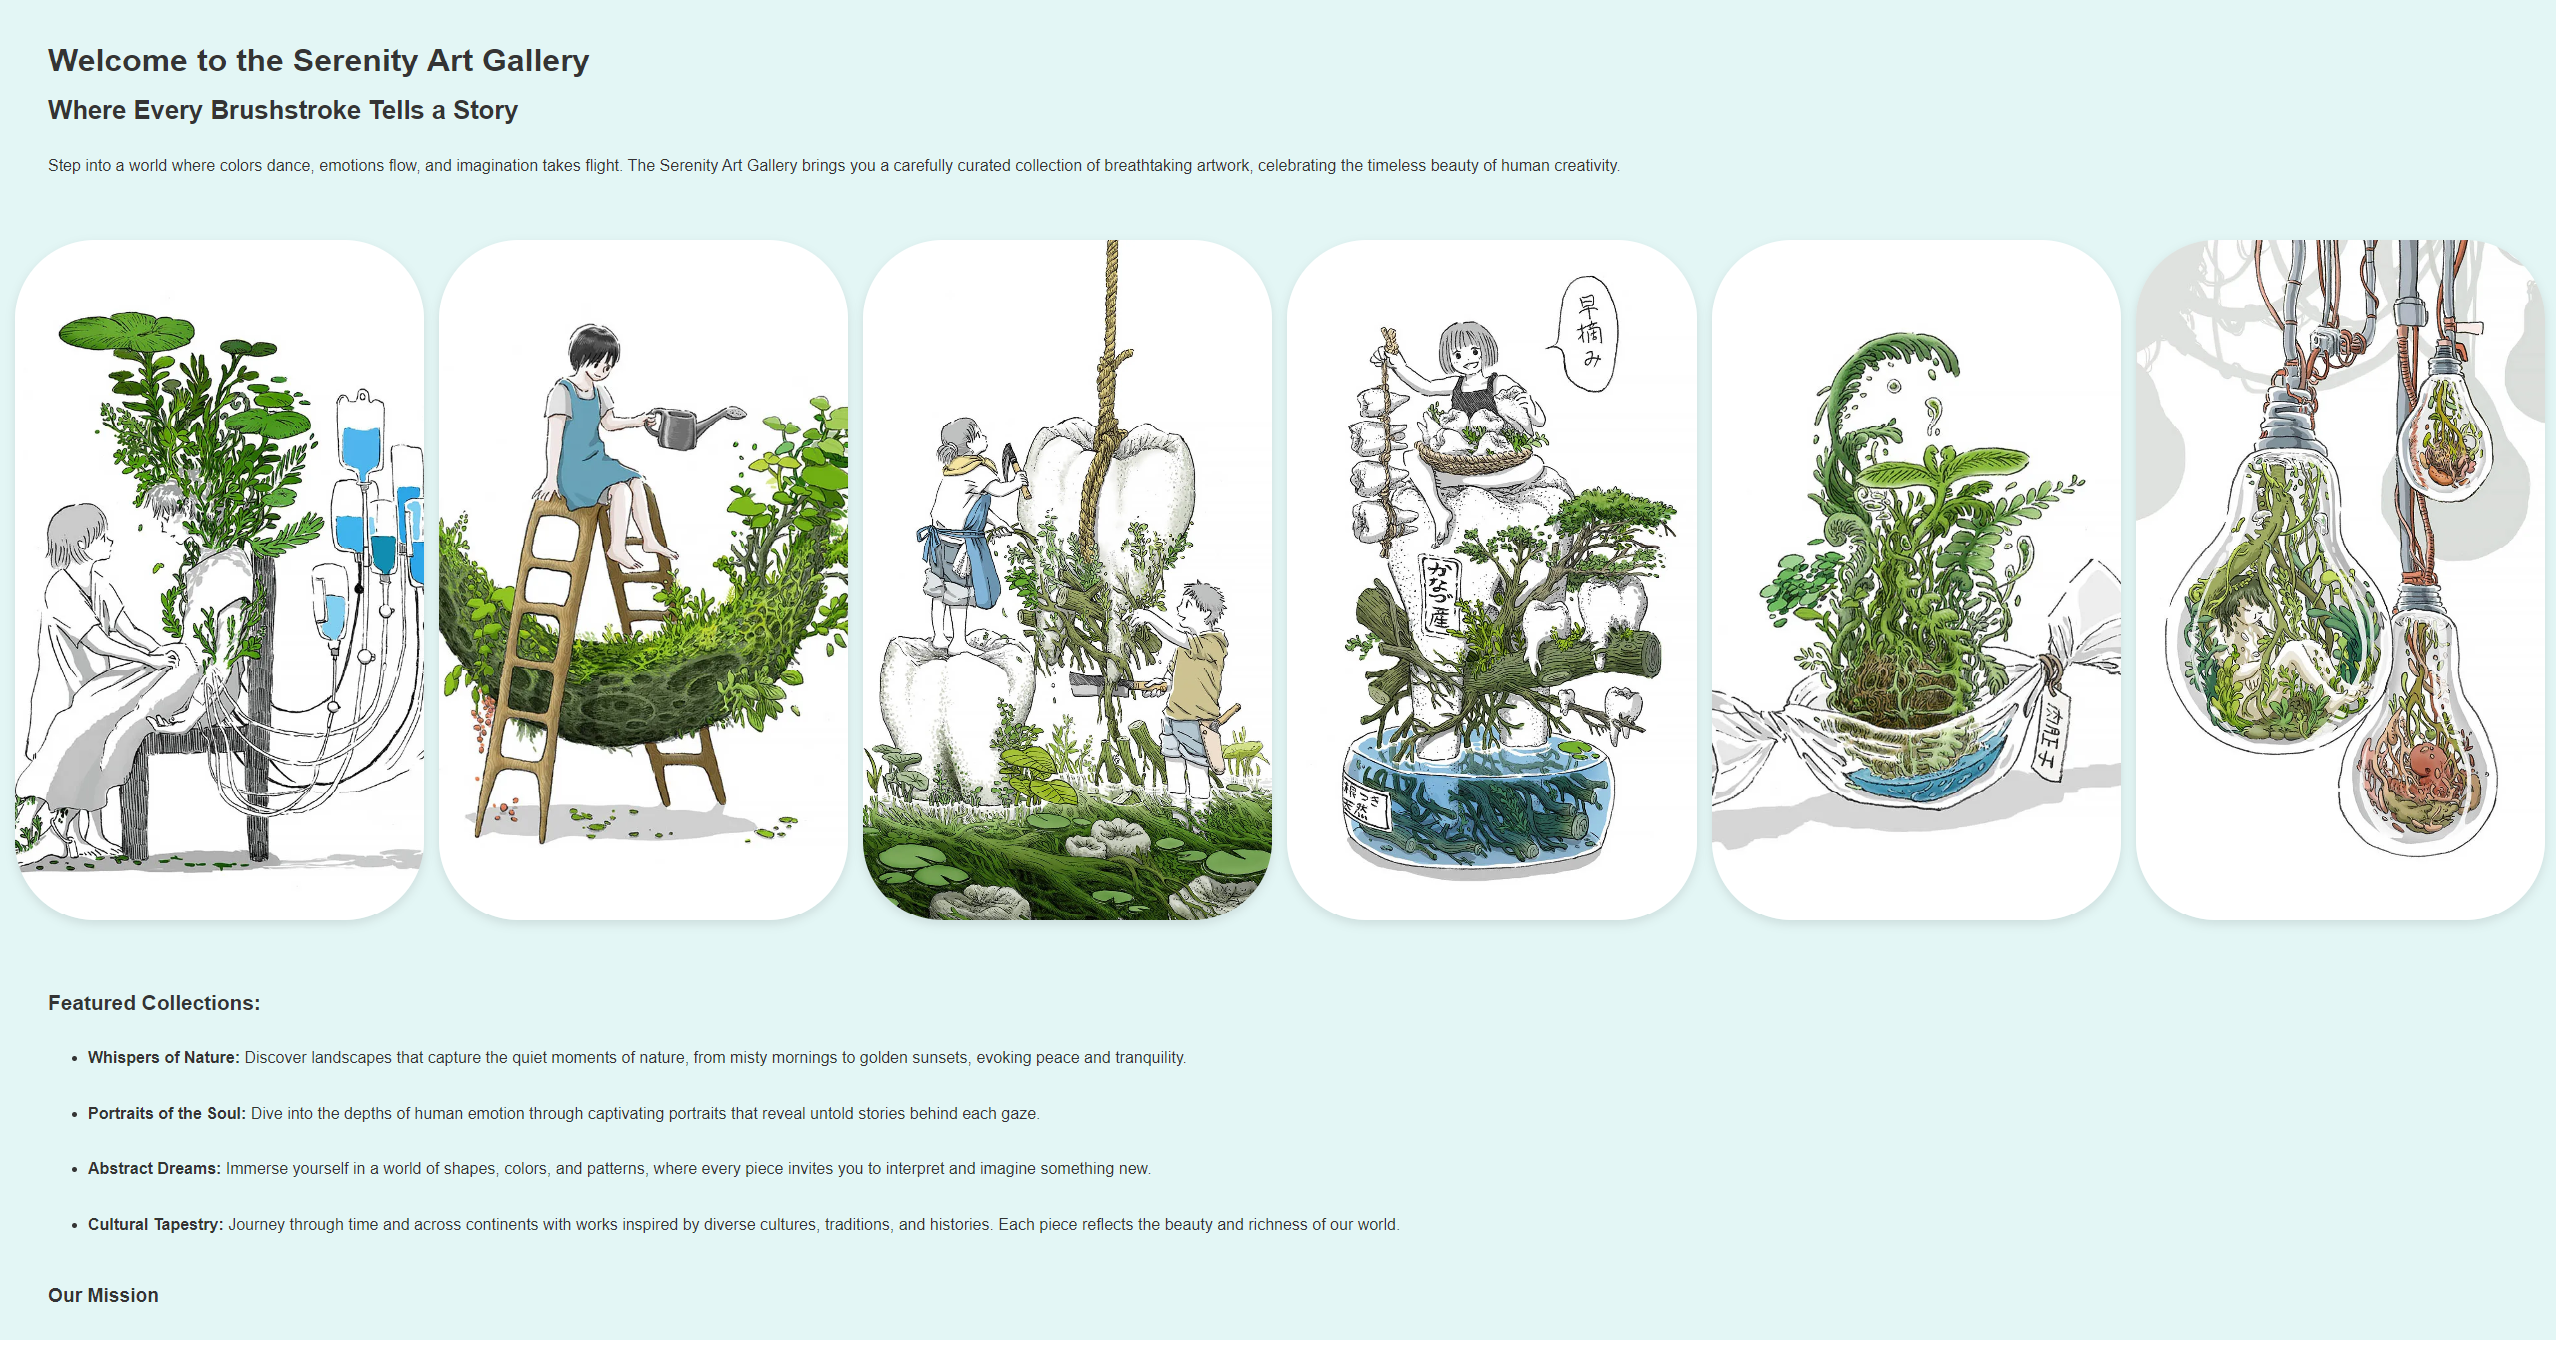 Welcome to the Serenity Art Gallery
Where Every Brushstroke Tells a Story
Step into a world where colors dance, emotions flow, and imagination takes flight. The Serenity Art Gallery brings you a carefully curated collection of breathtaking artwork, celebrating the timeless beauty of human creativity.
早摘み
かなづ産
根つき
天然
Featured Collections:
• Whispers of Nature: Discover landscapes that capture the quiet moments of nature, from misty mornings to golden sunsets, evoking peace and tranquility.
• Portraits of the Soul: Dive into the depths of human emotion through captivating portraits that reveal untold stories behind each gaze.
• Abstract Dreams: Immerse yourself in a world of shapes, colors, and patterns, where every piece invites you to interpret and imagine something new.
• Cultural Tapestry: Journey through time and across continents with works inspired by diverse cultures, traditions, and histories. Each piece reflects the beauty and richness of our world.
Our Mission